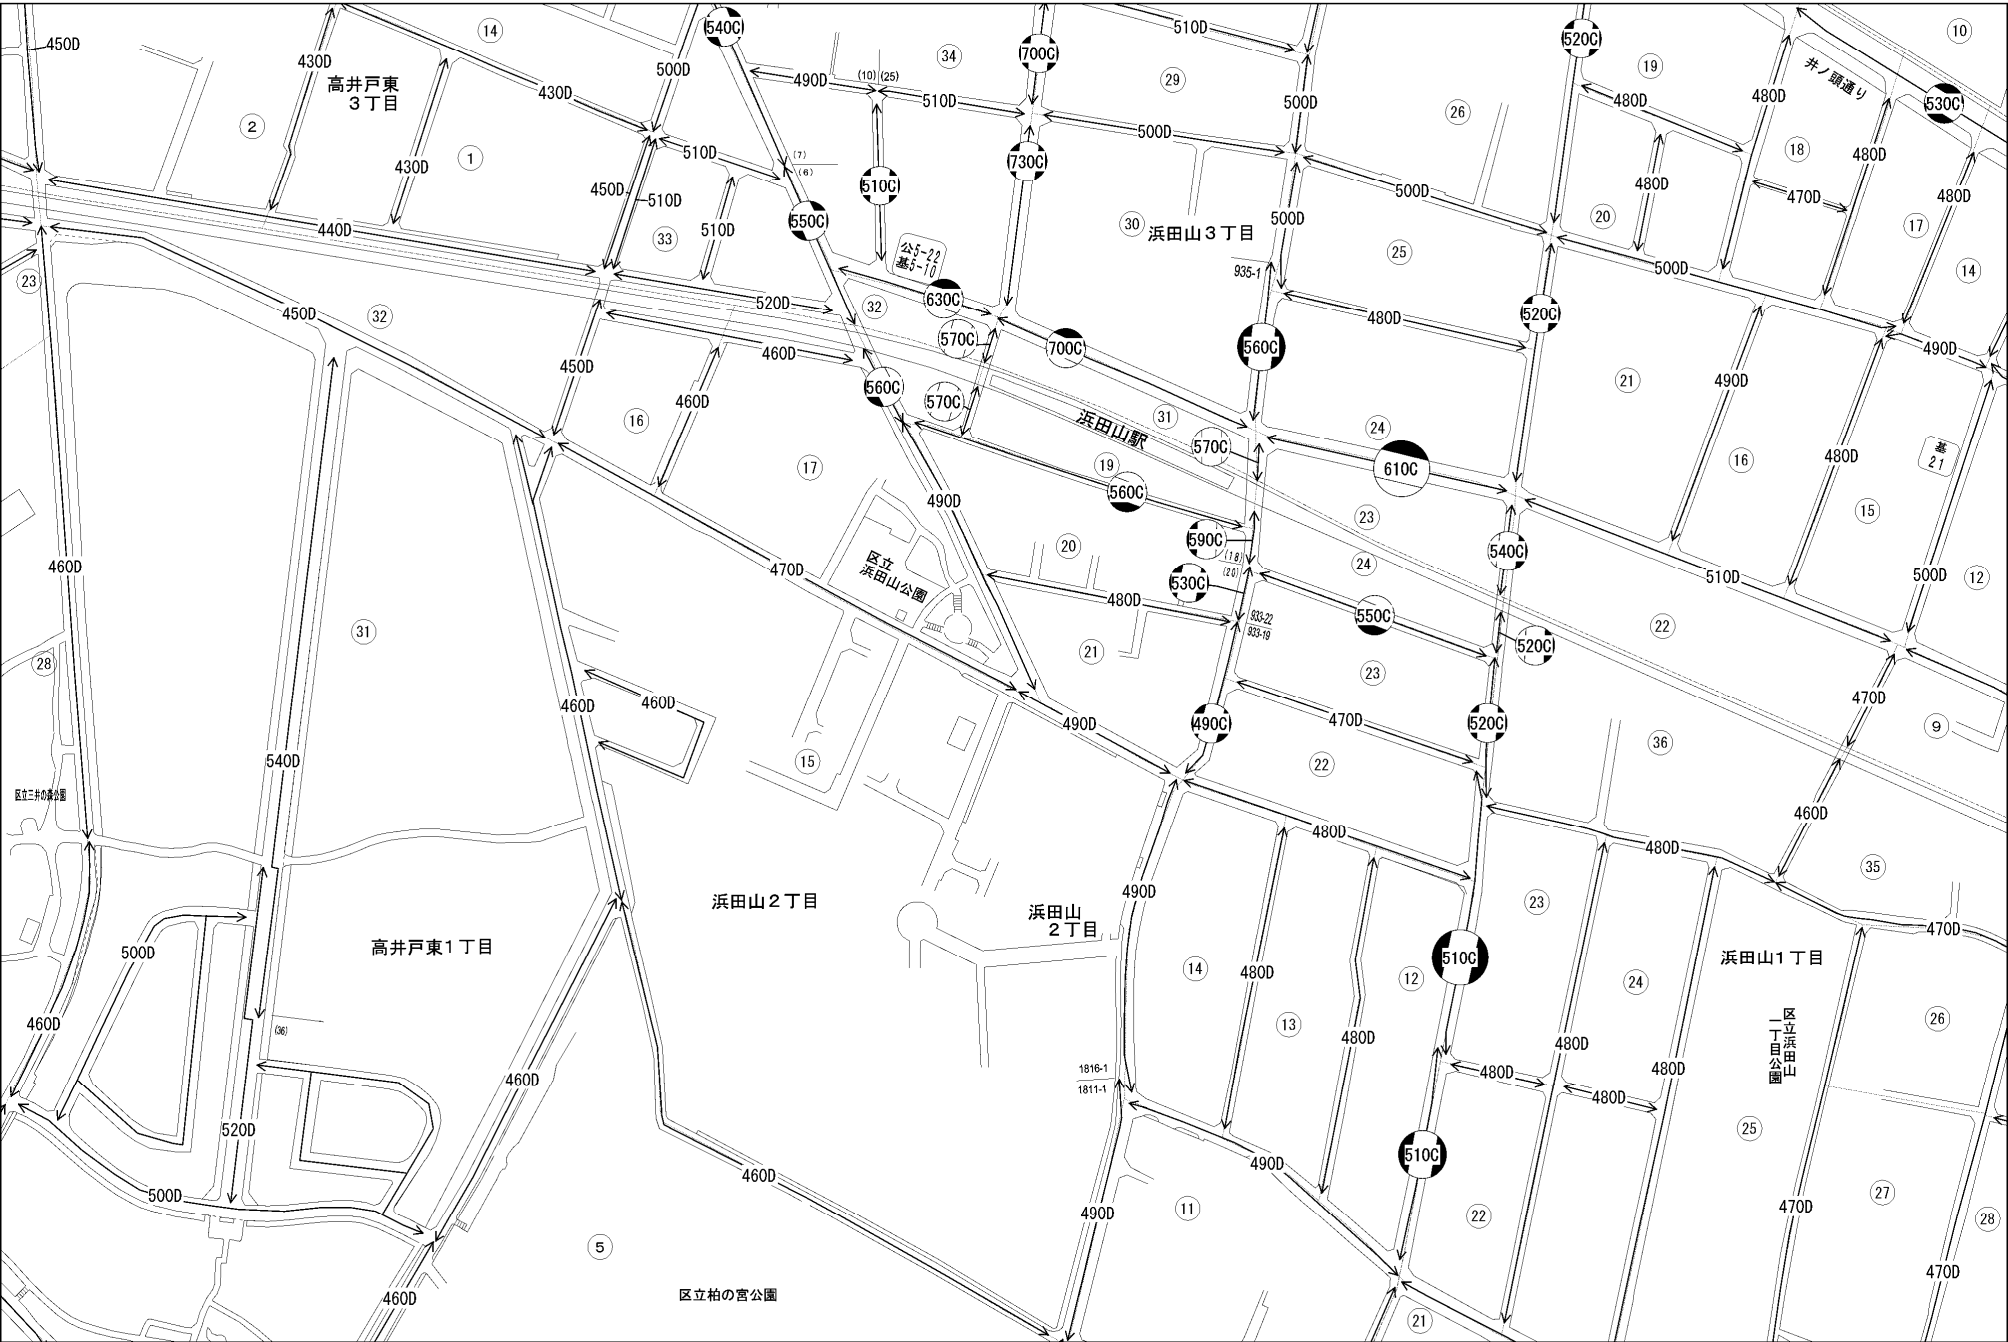 540C
14
34
700C
510D
520C
10
450D
430D
500D
490D
(10)
(25)
29
19
井ノ頭通り
高井戸東
3丁目
430D
510D
500D
26
480D
480D
530C
2
1
430D
510D
(7)
(6)
730C
500D
18
480D
450D
510D
510C
500D
480D
470D
480D
440D
33
510D
550C
30
浜田山3丁目
500D
20
17
公5-22
基5-10
935-1
25
500D
14
23
450D
32
520D
32
630C
480D
520C
570C
700C
560C
490D
460D
450D
560C
21
490D
460D
570C
16
浜田山駅
31
570C
24
610C
480D
16
基
21
17
490D
19
560C
23
15
460D
470D
区立
浜田山公園
20
590C
(18)
(20)
24
540C
510D
500D
12
530C
480D
933-22
933-19
550C
22
520C
31
28
21
23
460D
460D
490D
490C
470D
520C
470D
9
36
540D
15
22
区立三井の森公園
480D
480D
460D
35
490D
浜田山2丁目
浜田山
2丁目
23
470D
高井戸東1丁目
500D
510C
浜田山1丁目
14
480D
12
24
460D
(36)
13
480D
480D
区立浜田山
一丁目公園
26
460D
1816-1
1811-1
480D
480D
480D
520D
25
500D
460D
490D
510C
490D
11
22
470D
27
28
5
460D
区立柏の宮公園
470D
21